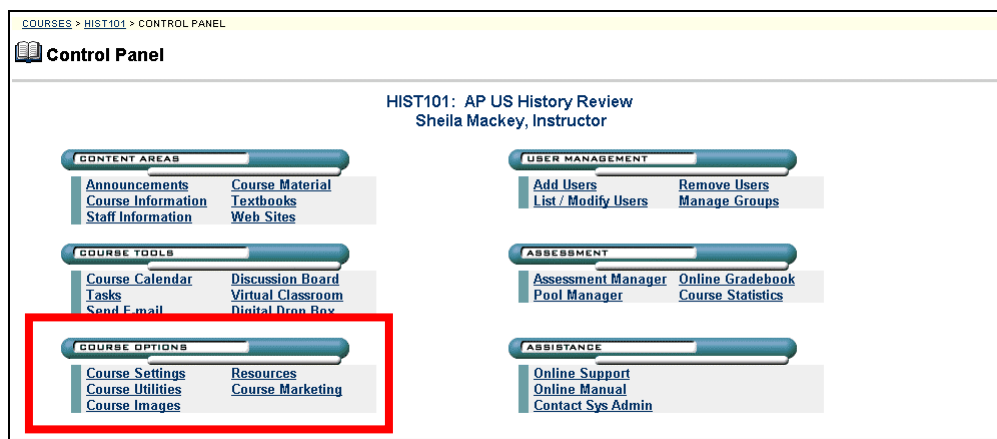 COURSES > HIST101 > CONTROL PANEL
Control Panel
HIST101: AP US History Review
Sheila Mackey, Instructor
CONTENT AREAS
Announcements Course Material
Course Information Textbooks
Staff Information Web Sites
USER MANAGEMENT
Add Users Remove Users
List / Modify Users Manage Groups
COURSE TOOLS
Course Calendar Discussion Board
Tasks Virtual Classroom
Send E-mail Digital Drop Box
ASSESSMENT
Assessment Manager Online Gradebook
Pool Manager Course Statistics
COURSE OPTIONS
Course Settings Resources
Course Utilities Course Marketing
Course Images
ASSISTANCE
Online Support
Online Manual
Contact Sys Admin